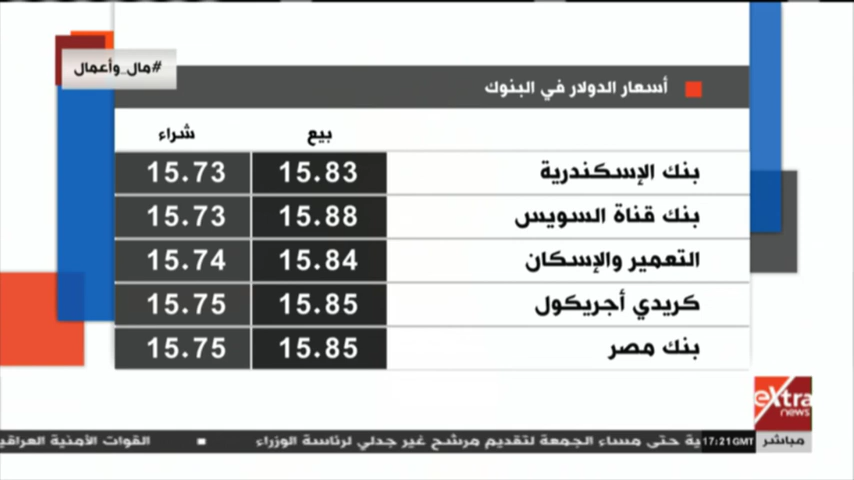 #مال_وأعمال
أسعار الدولار في البنوك
بيع شراء
بنك الإسكندرية 15.83 15.73
بنك قناة السويس 15.88 15.73
التعمير والإسكان 15.84 15.74
كريدي أجريكول 15.85 15.75
بنك مصر 15.85 15.75
eXtra
news
مباشر
17:21GMT
ية حتى مساء الجمعة لتقديم مرشح غير جدلي لرئاسة الوزراء ■ القوات الأمنية العراقي